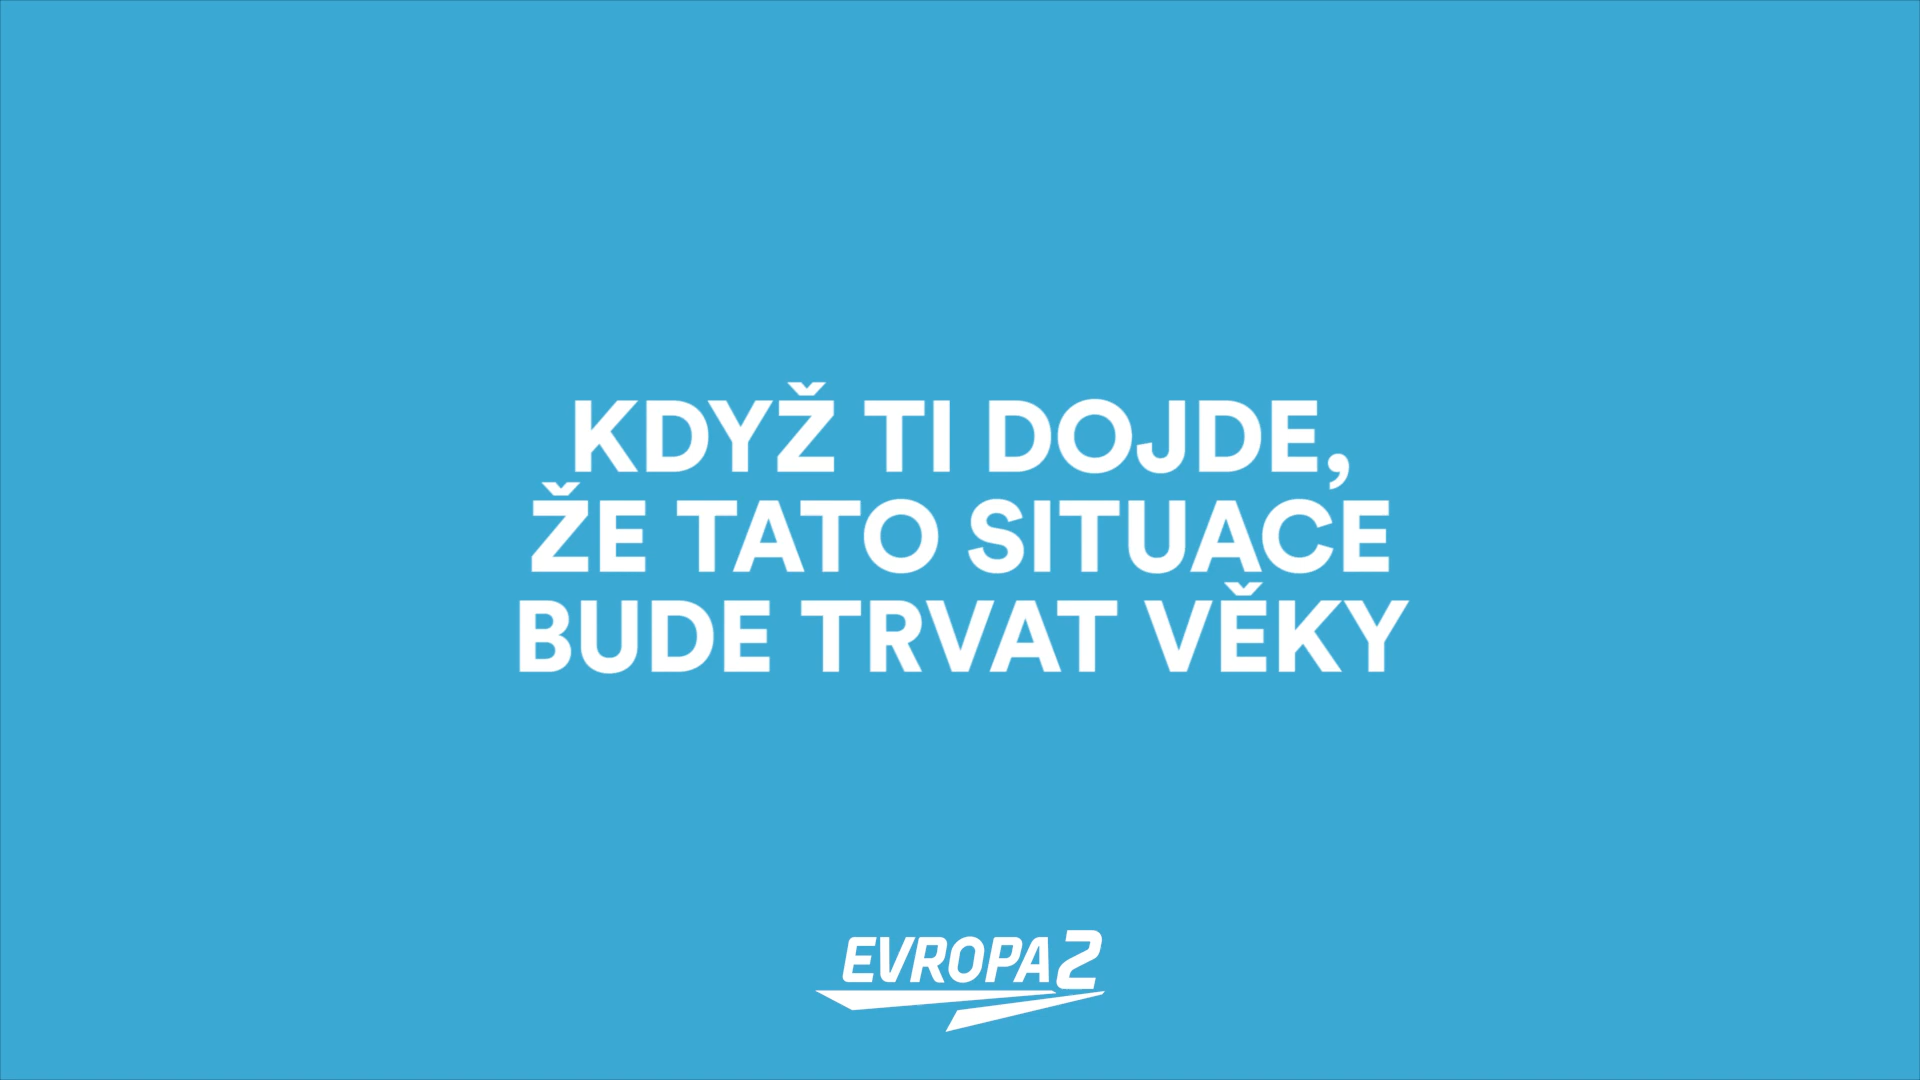 KDYŽ TI DOJDE,
ŽE TATO SITUACE
BUDE TRVAT VĚKY
EVROPA 2